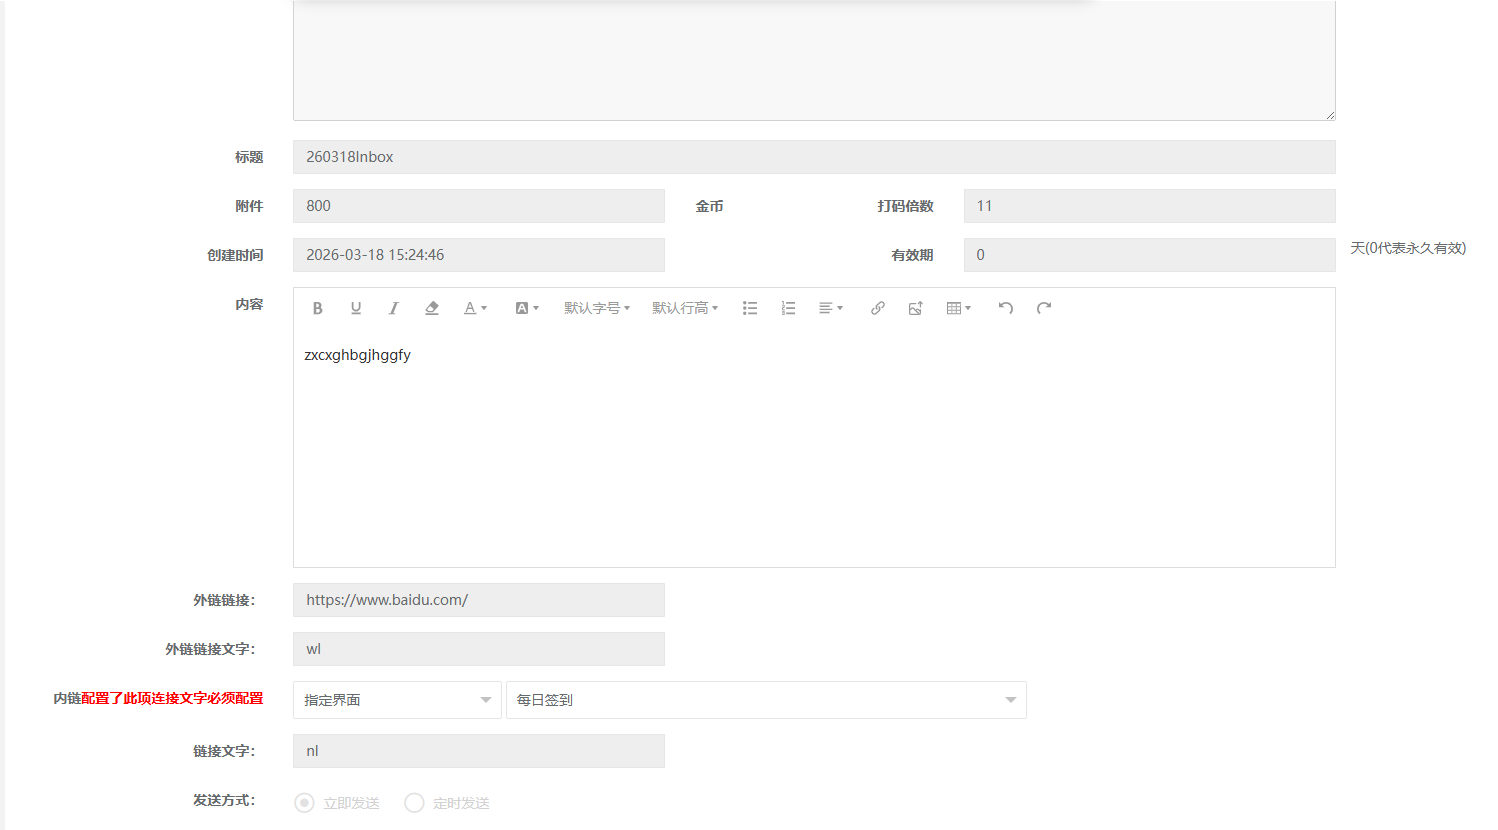 标题 260318Inbox
附件 800 金币 打码倍数 11
创建时间 2026-03-18 15:24:46 有效期 0 天(0代表永久有效)
内容 B U I A A 默认字号 默认行高
zxcxghbgjhggfy
外链链接： https://www.baidu.com/
外链链接文字： wl
内链配置了此项连接文字必须配置 指定界面 每日签到
链接文字： nl
发送方式： 立即发送 定时发送